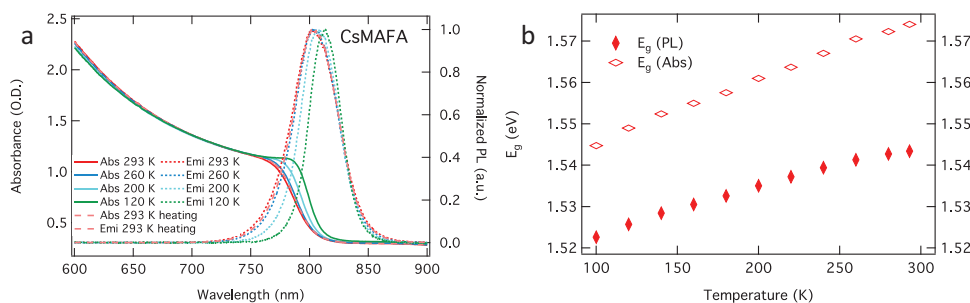 a
CsMAFA
2.5
2.0
1.5
1.0
0.5
Absorbance (O.D.)
1.0
0.8
0.6
0.4
0.2
0.0
Normalized PL (a.u.)
Abs 293 K
Emi 293 K
Abs 260 K
Emi 260 K
Abs 200 K
Emi 200 K
Abs 120 K
Emi 120 K
Abs 293 K heating
Emi 293 K heating
600
650
700
750
800
850
900
Wavelength (nm)
b
Eg (PL)
Eg (Abs)
1.57
1.56
1.55
1.54
1.53
1.52
Eg (eV)
1.57
1.56
1.55
1.54
1.53
1.52
100
150
200
250
300
Temperature (K)